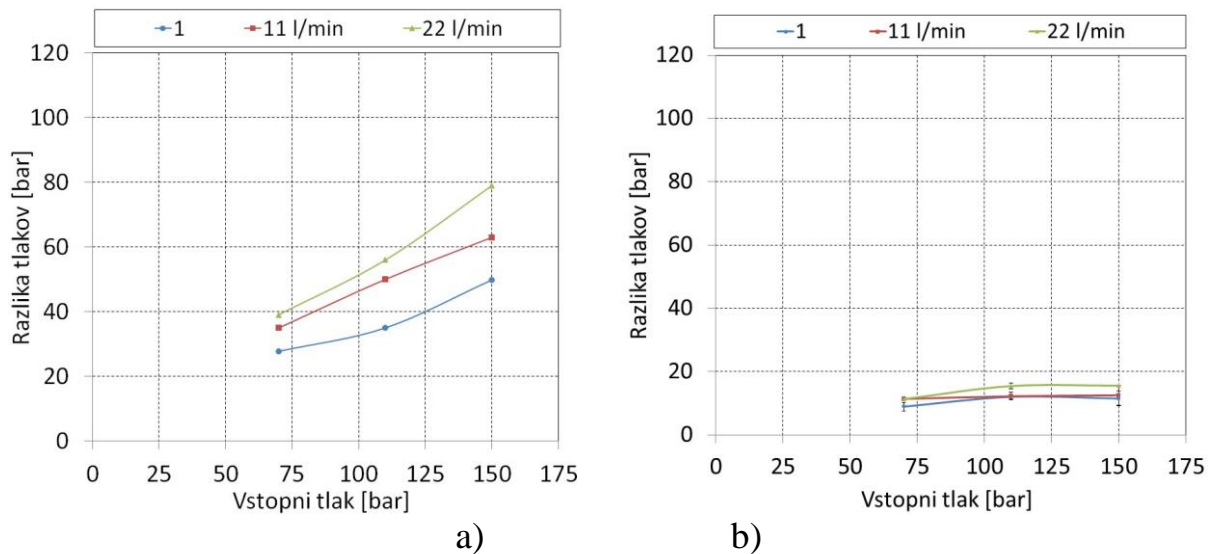 1 11 l/min 22 l/min
120
100
80
60
40
20
0
Razlika tlakov [bar]
0 25 50 75 100 125 150 175
Vstopni tlak [bar]
a)
1 11 l/min 22 l/min
120
100
80
60
40
20
0
Razlika tlakov [bar]
0 25 50 75 100 125 150 175
Vstopni tlak [bar]
b)